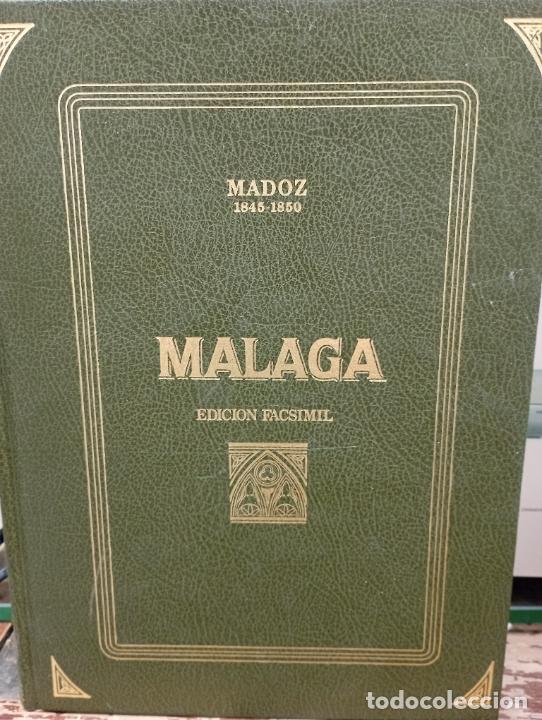 MADOZ
1845-1850
MALAGA
EDICION FACSIMIL
todocoleccion